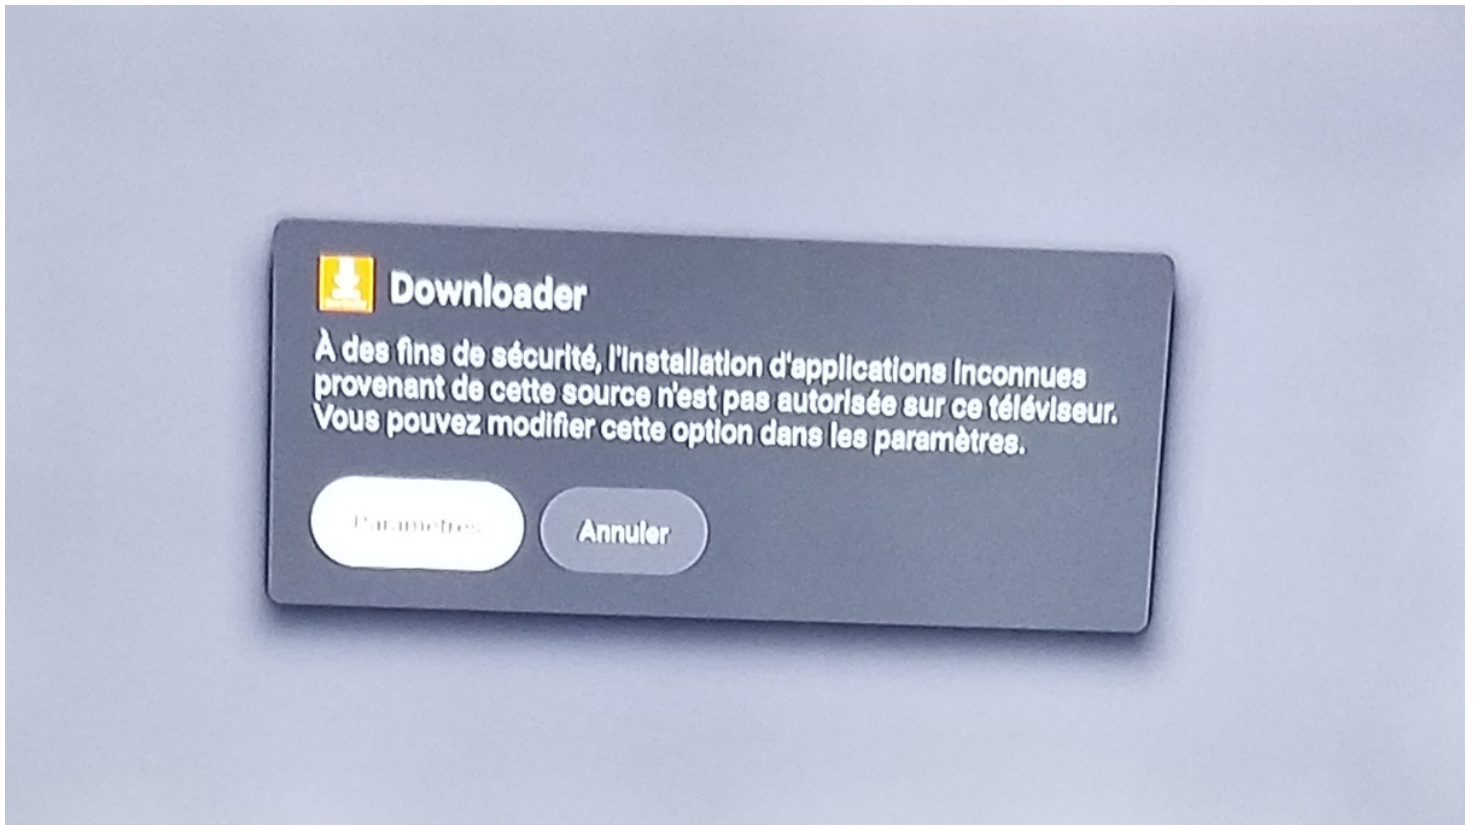 Downloader
À des fins de sécurité, l'installation d'applications inconnues
provenant de cette source n'est pas autorisée sur ce téléviseur.
Vous pouvez modifier cette option dans les paramètres.
Paramètres
Annuler